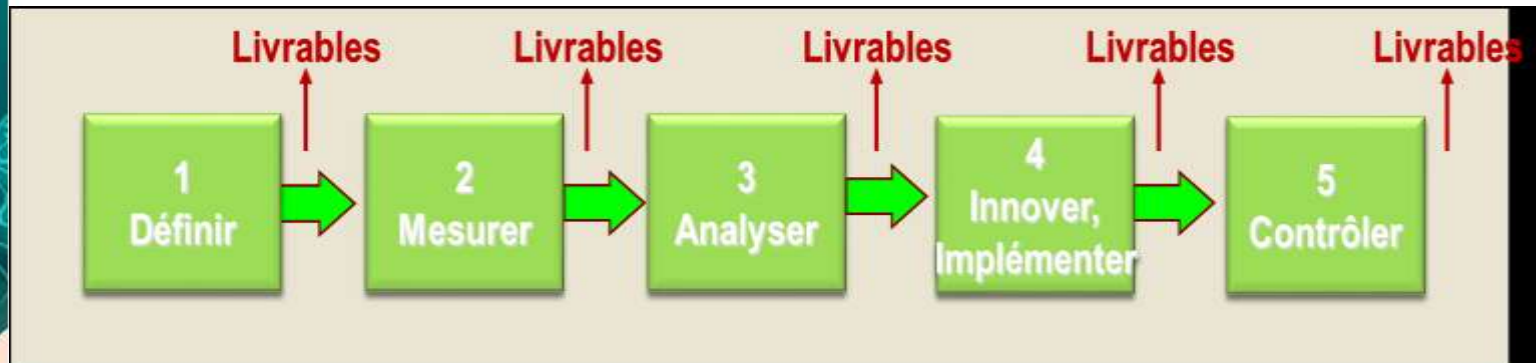 Livrables
Livrables
Livrables
Livrables
Livrables
1
Définir
2
Mesurer
3
Analyser
4
Innover,
Implémenter
5
Contrôler